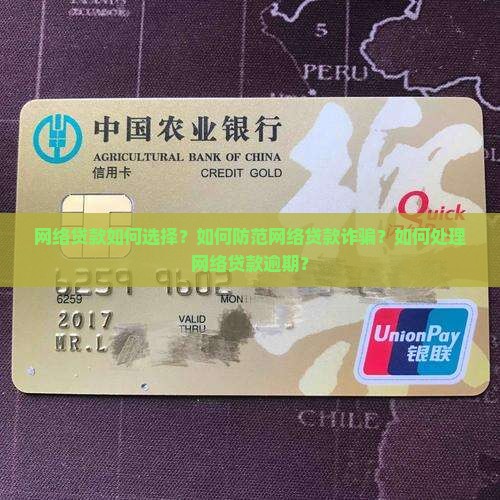 5
PERU
中国农业银行
AGRICULTURAL BANK OF CHINA
信用卡 CREDIT GOLD
Quick
网络贷款如何选择？如何防范网络贷款诈骗？如何处理
网络贷款逾期？
6259
6259 MON
2017 VALID
THRU
MR.L
UnionPay
银联
CHILE